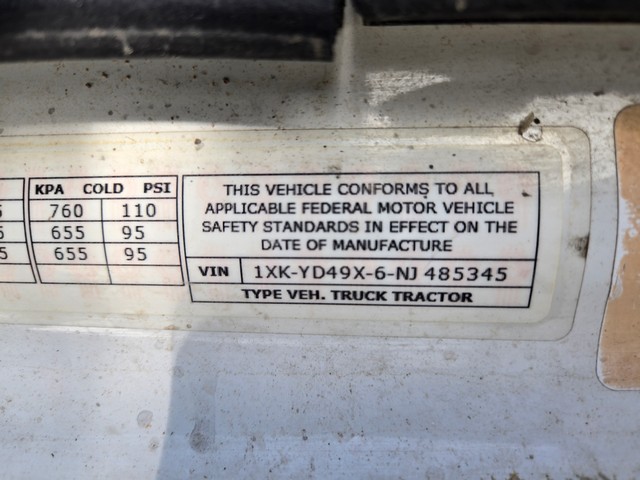 KPA COLD PSI
760 110
655 95
655 95
THIS VEHICLE CONFORMS TO ALL
APPLICABLE FEDERAL MOTOR VEHICLE
SAFETY STANDARDS IN EFFECT ON THE
DATE OF MANUFACTURE
VIN 1XK-YD49X-6-NJ 485345
TYPE VEH. TRUCK TRACTOR